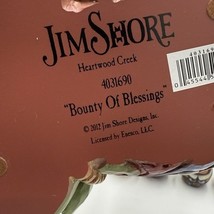 JIM SHORE
Heartwood Creek
4031690
"Bounty Of Blessings"
© 2012 Jim Shore Designs, Inc.
Licensed by Enesco, LLC.